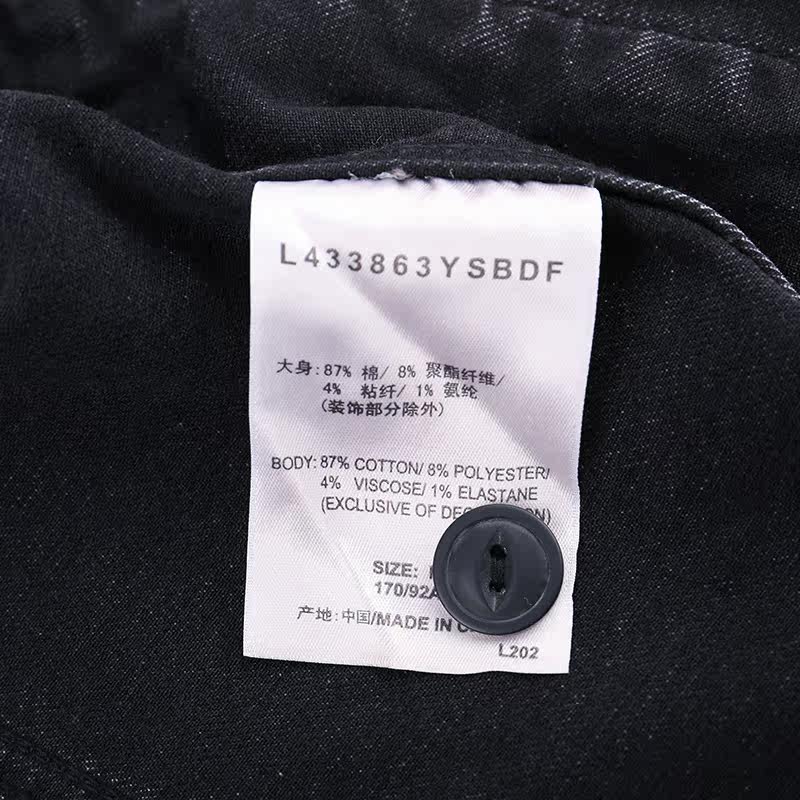 L433863YSBDF
大身:87% 棉/ 8% 聚酯纤维/
4% 粘纤/ 1% 氨纶
(装饰部分除外)
BODY: 87% COTTON/ 8% POLYESTER/
4% VISCOSE/ 1% ELASTANE
(EXCLUSIVE OF
SIZE:
170/92A
产地:中国/MADE IN
L202